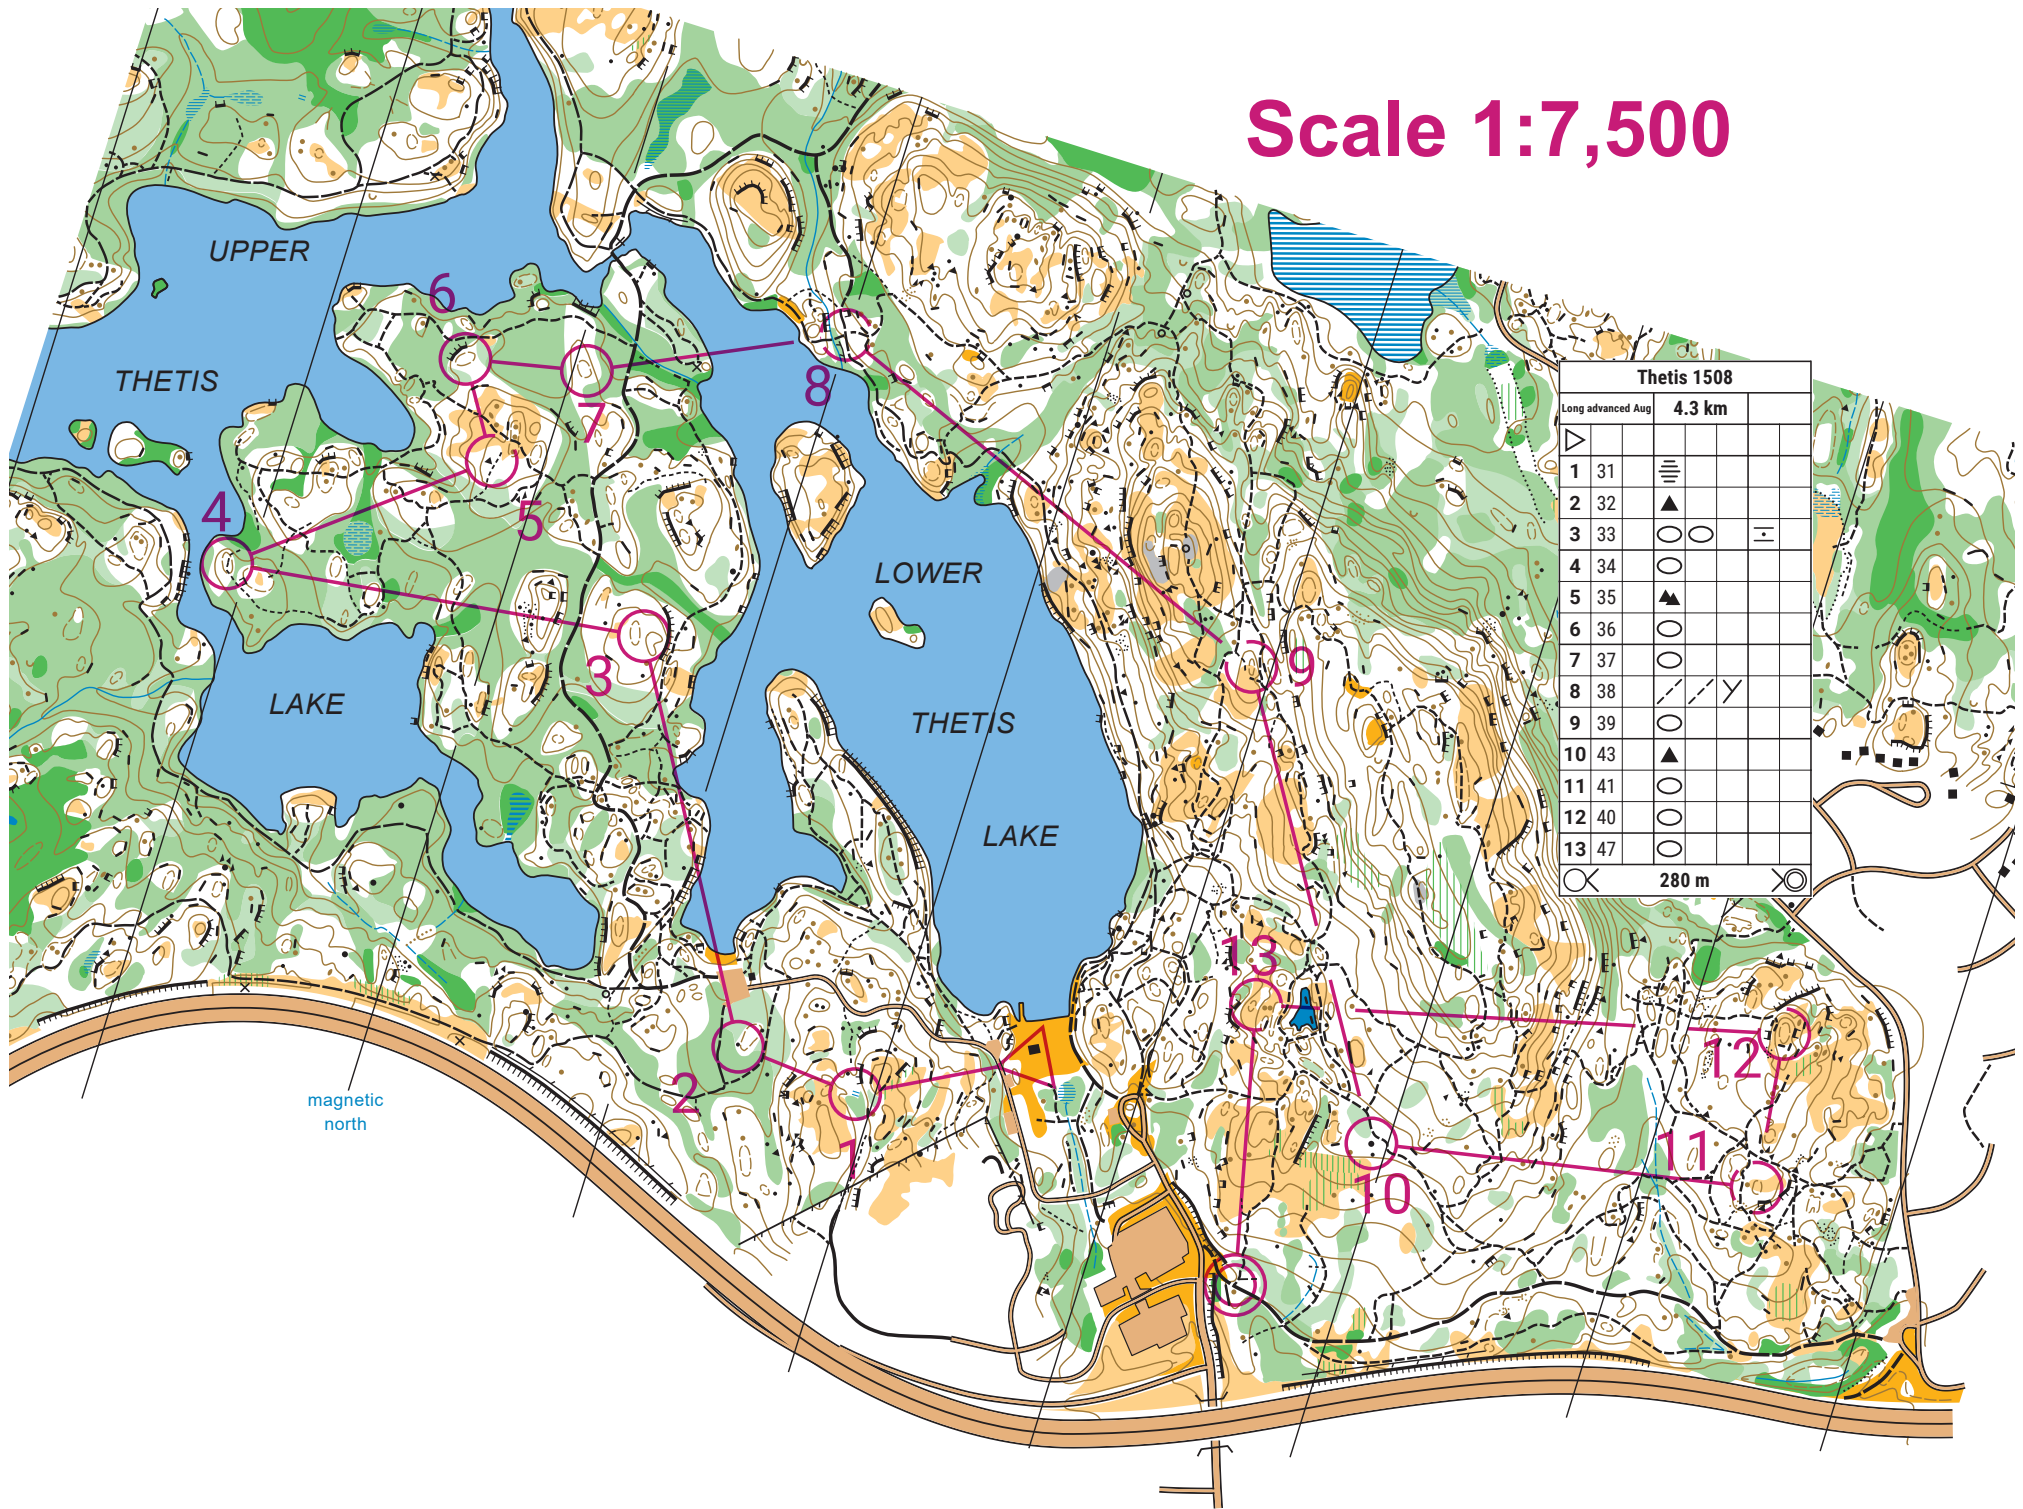 Scale 1:7,500
UPPER
THETIS
LAKE
LOWER
THETIS
LAKE
magnetic
north
6
7
8
4
5
3
9
2
1
13
12
11
10
Thetis 1508
Long advanced Aug 4.3 km
1 31
2 32
3 33
4 34
5 35
6 36
7 37
8 38
9 39
10 43
11 41
12 40
13 47
280 m